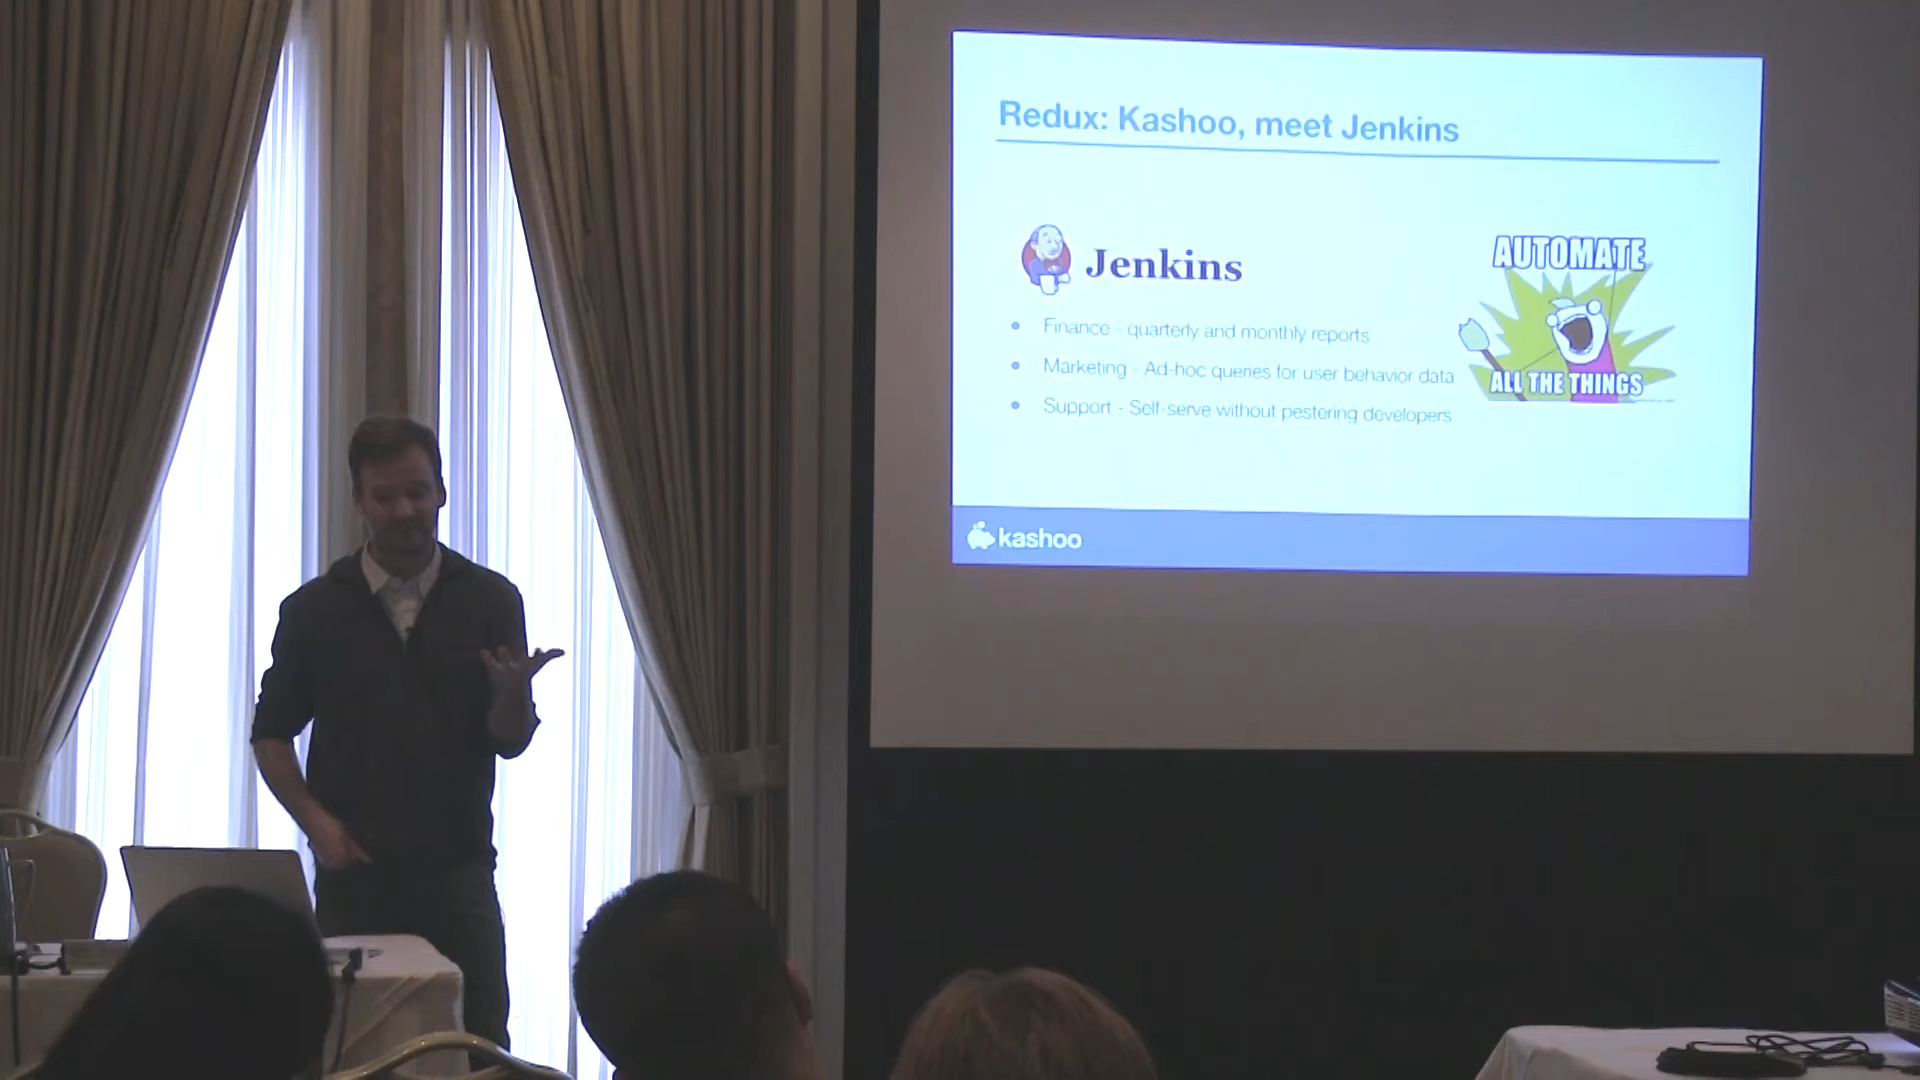 Redux: Kashoo, meet Jenkins
Jenkins
AUTOMATE
ALL THE THINGS
Finance - quarterly and monthly reports
Marketing - Ad-hoc queries for user behavior data
Support - Self-serve without pestering developers
kashoo